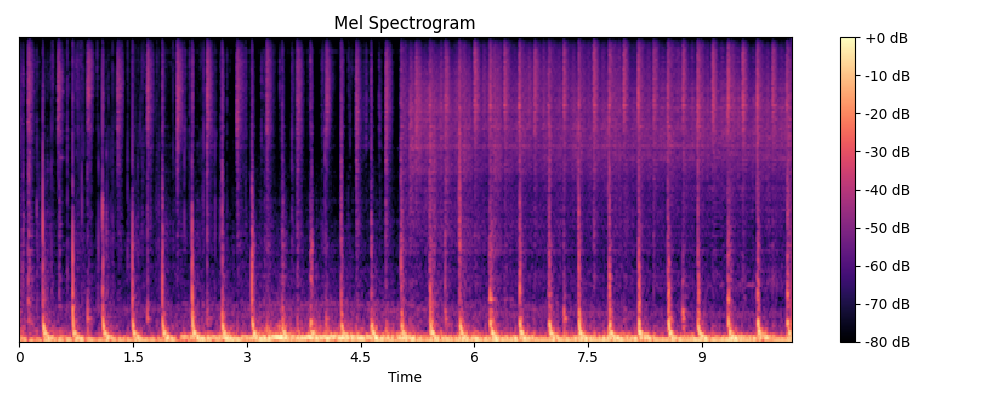 Mel Spectrogram
+0 dB
-10 dB
-20 dB
-30 dB
-40 dB
-50 dB
-60 dB
-70 dB
-80 dB
0 1.5 3 4.5 6 7.5 9
Time